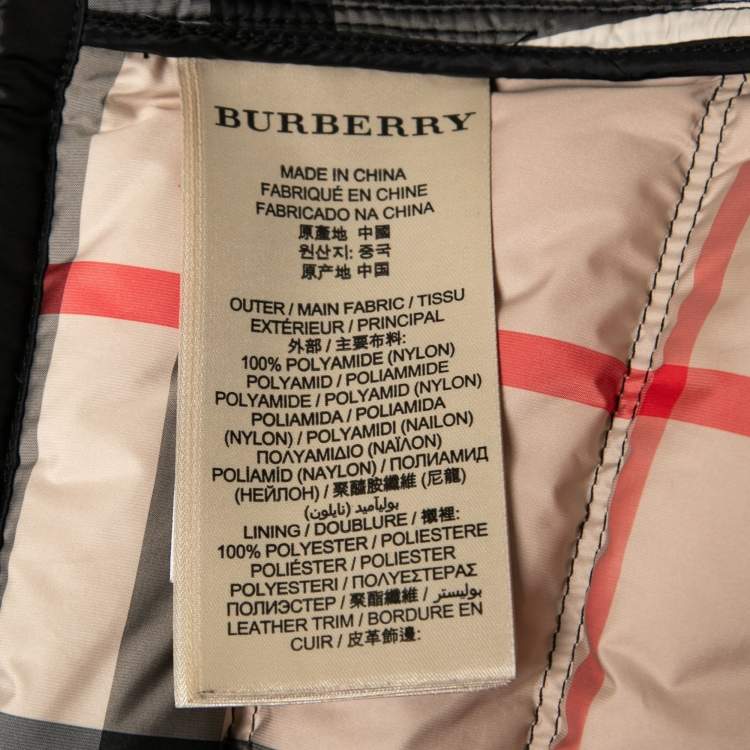 BURBERRY
MADE IN CHINA
FABRIQUÉ EN CHINE
FABRICADO NA CHINA
原產地 中國
원산지: 중국
原产地 中国
OUTER / MAIN FABRIC / TISSU
EXTÉRIEUR / PRINCIPAL
外部 / 主要布料:
100% POLYAMIDE (NYLON)
POLYAMID / POLIAMMIDE
POLYAMIDE / POLYAMID (NYLON)
POLIAMIDA / POLIAMIDA
(NYLON) / POLYAMIDI (NAILON)
ΠΟΛΥΑΜΙΔΙΟ (ΝΑΪΛΟΝ)
POLİAMİD (NAYLON) / ПОЛИАМИД
(НЕЙЛОН) / 聚醯胺纖維 (尼龍)
بوليآميد (نايلون)
LINING / DOUBLURE / 襯裡:
100% POLYESTER / POLIESTERE
POLIÉSTER / POLIESTER
POLYESTERI / ΠΟΛΥΕΣΤΕΡΑΣ
ПОЛИЭСТЕР / 聚酯纖維 / بوليستر
LEATHER TRIM / BORDURE EN
CUIR / 皮革飾邊: